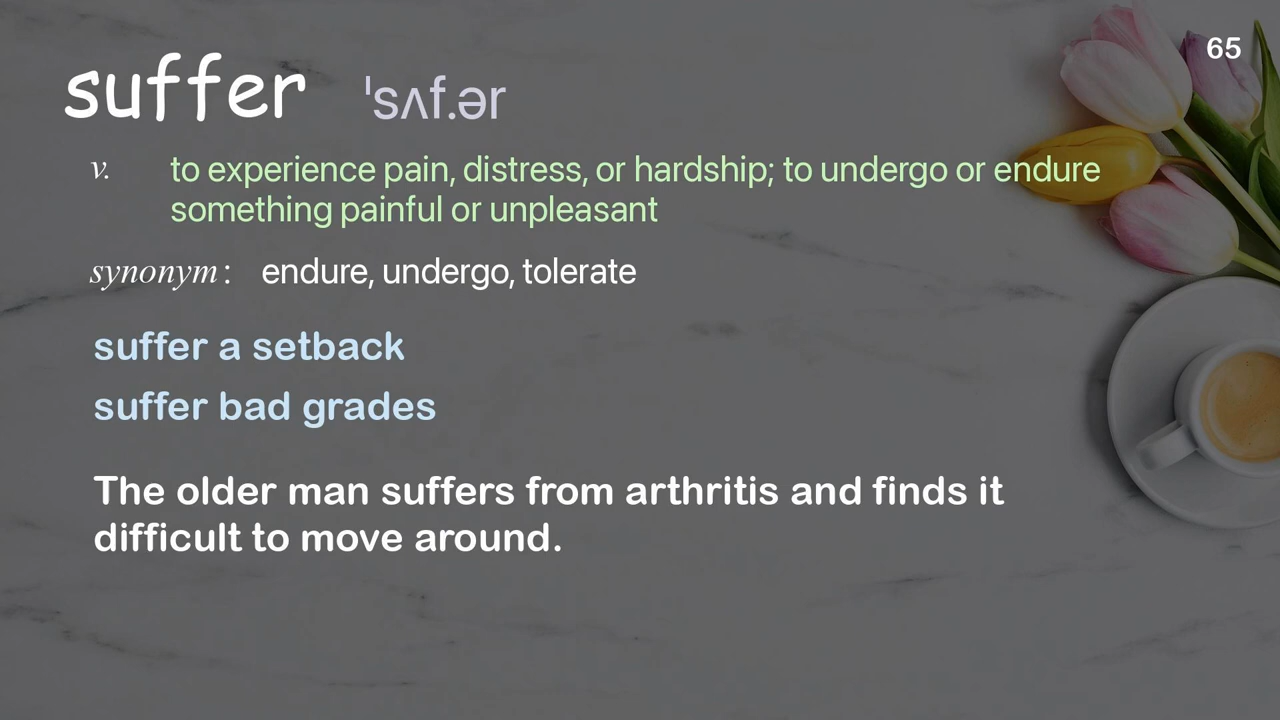 65
suffer ˈsʌf.ər
v. to experience pain, distress, or hardship; to undergo or endure
something painful or unpleasant
synonym: endure, undergo, tolerate
suffer a setback
suffer bad grades
The older man suffers from arthritis and finds it
difficult to move around.